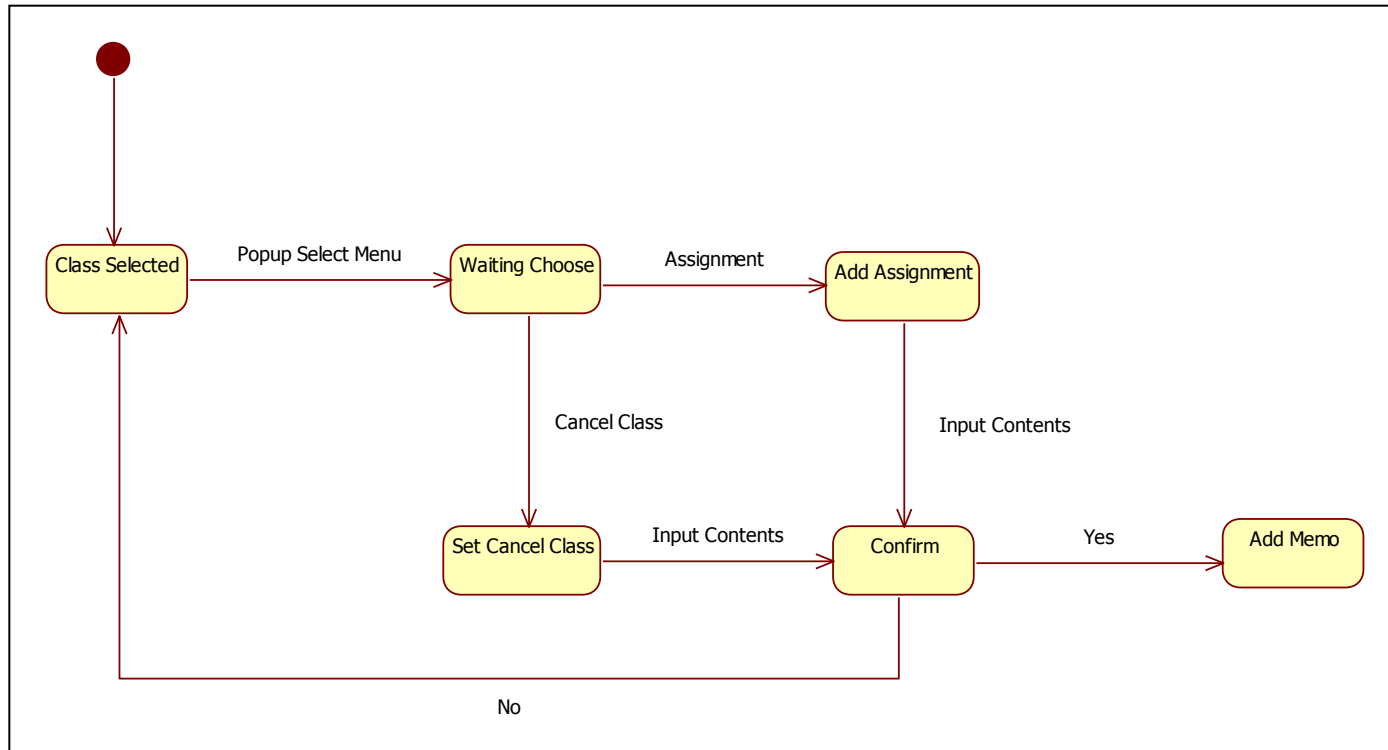 Popup Select Menu
Class Selected
Waiting Choose
Assignment
Add Assignment
Cancel Class
Input Contents
Set Cancel Class
Input Contents
Confirm
Yes
Add Memo
No